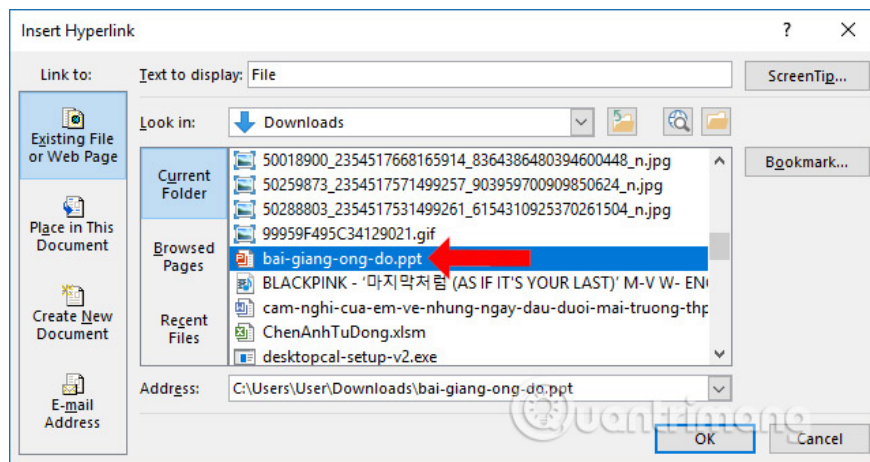 Insert Hyperlink
Link to:
Text to display: File
ScreenTip...
Existing File
or Web Page
Look in: Downloads
Current
Folder
50018900_2354517668165914_8364386480394600448_n.jpg
50259873_2354517571499257_903959700909850624_n.jpg
50288803_2354517531499261_6154310925370261504_n.jpg
99959F495C34129021.gif
Bookmark...
Place in This
Document
Browsed
Pages
bai-giang-ong-do.ppt
BLACKPINK - '마지막처럼 (AS IF IT'S YOUR LAST)' M-V W- ENG
cam-nghi-cua-em-ve-nhung-ngay-dau-duoi-mai-truong-thp
Create New
Document
Recent
Files
ChenAnhTuDong.xlsm
desktopcal-setup-v2.exe
E-mail
Address
Address: C:\Users\User\Downloads\bai-giang-ong-do.ppt
Quantrimang
OK
Cancel